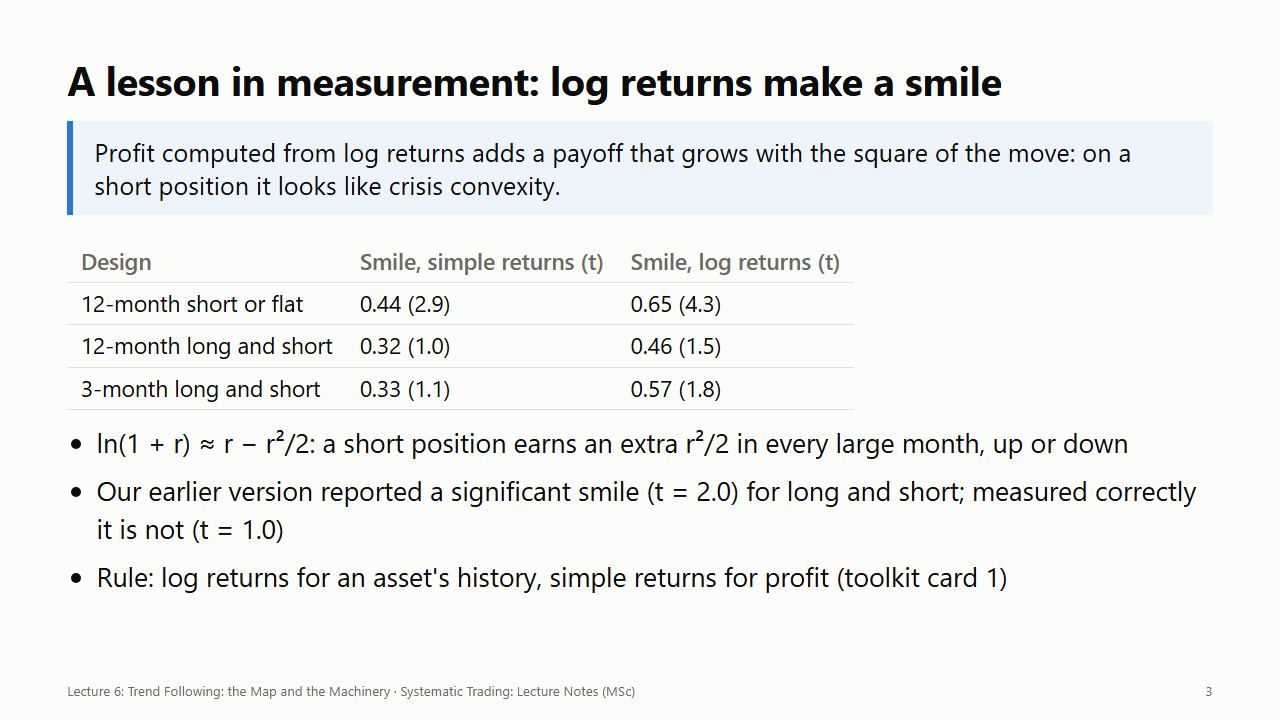 A lesson in measurement: log returns make a smile
Profit computed from log returns adds a payoff that grows with the square of the move: on a
short position it looks like crisis convexity.
Design Smile, simple returns (t) Smile, log returns (t)
12-month short or flat 0.44 (2.9) 0.65 (4.3)
12-month long and short 0.32 (1.0) 0.46 (1.5)
3-month long and short 0.33 (1.1) 0.57 (1.8)
• ln(1 + r) ≈ r − r²/2: a short position earns an extra r²/2 in every large month, up or down
• Our earlier version reported a significant smile (t = 2.0) for long and short; measured correctly
it is not (t = 1.0)
• Rule: log returns for an asset's history, simple returns for profit (toolkit card 1)
Lecture 6: Trend Following: the Map and the Machinery · Systematic Trading: Lecture Notes (MSc) 3